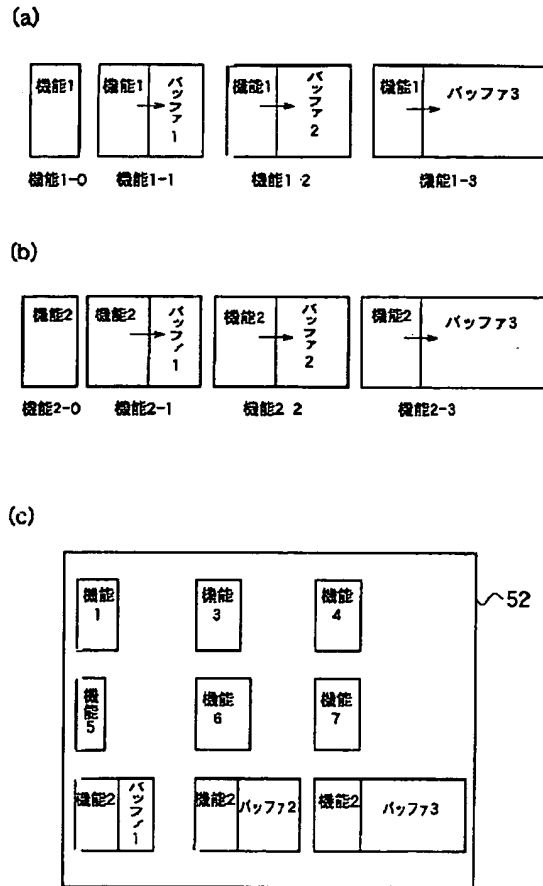 (a)
機能1
機能1
バッファ1
機能1
バッファ2
機能1
バッファ3
機能1-0
機能1-1
機能1 2
機能1-3
(b)
機能2
機能2
バッファ1
機能2
バッファ2
機能2
バッファ3
機能2-0
機能2-1
機能2 2
機能2-3
(c)
機能
1
機能
3
機能
4
52
機能5
機能
6
機能
7
機能2
バッファ1
機能2
バッファ2
機能2
バッファ3